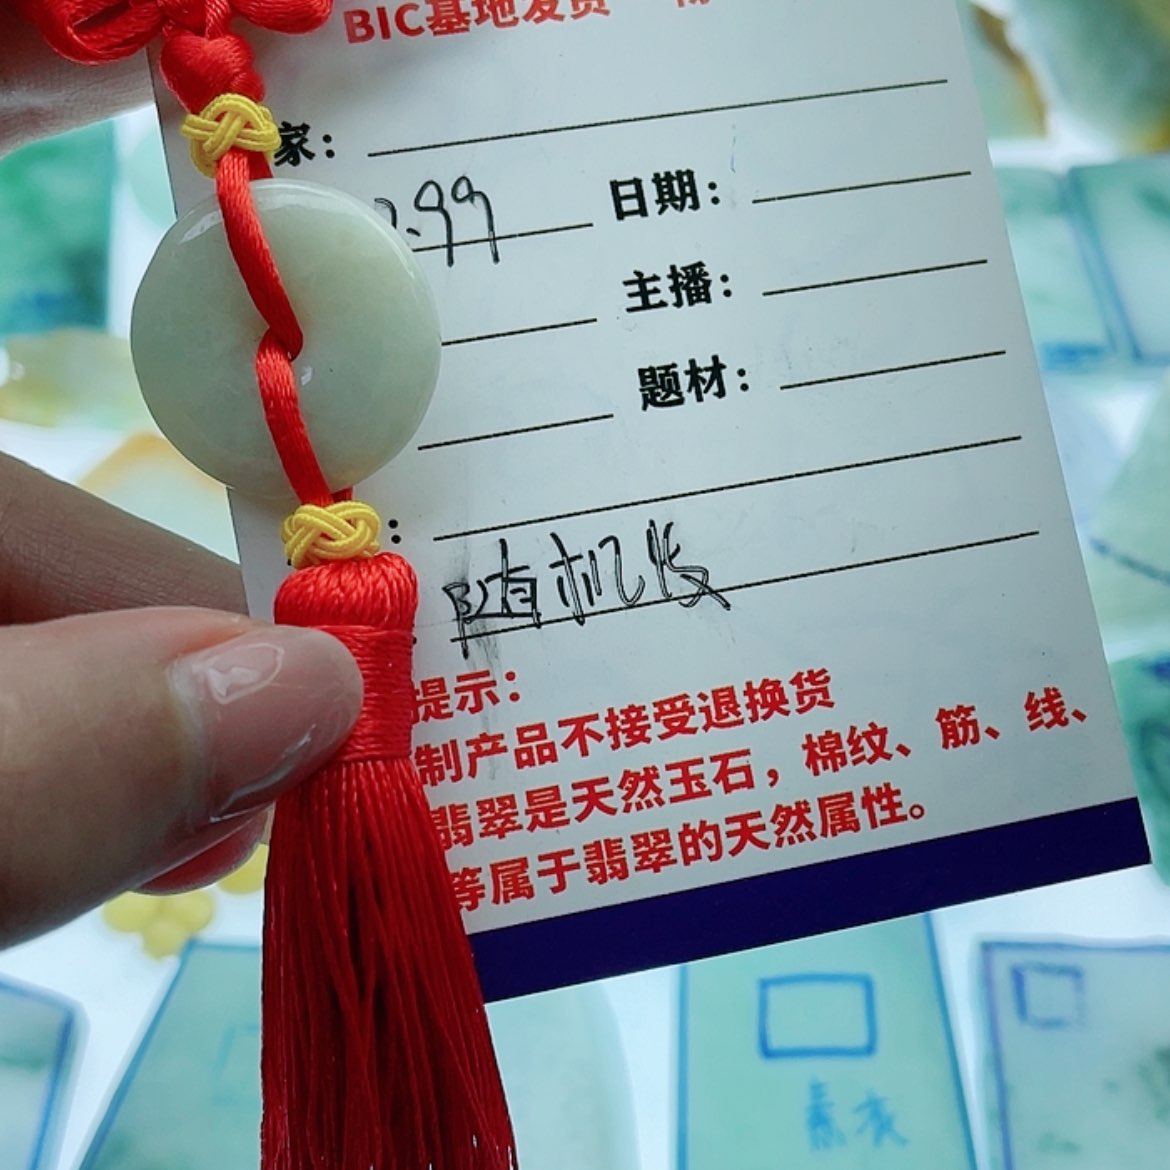 BIC基地发货
家：
.99 日期：
主播：
题材：
：
随机发
提示：
制产品不接受退换货
翡翠是天然玉石，棉纹、筋、线、
等属于翡翠的天然属性。